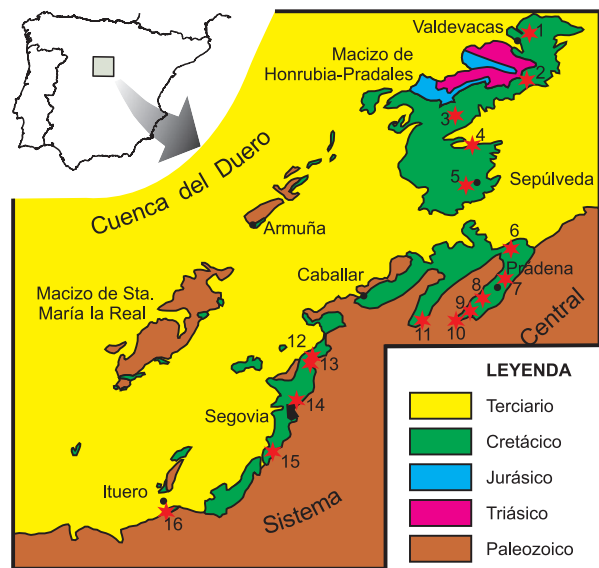 Valdevacas
1
Macizo de
Honrubia-Pradales
2
3
4
5
Sepúlveda
Cuenca del Duero
Armuña
6
Caballar
Prádena
7
8
9
10
11
Macizo de Sta.
María la Real
Central
12
13
14
Segovia
15
Ituero
16
Sistema
LEYENDA
Terciario
Cretácico
Jurásico
Triásico
Paleozoico